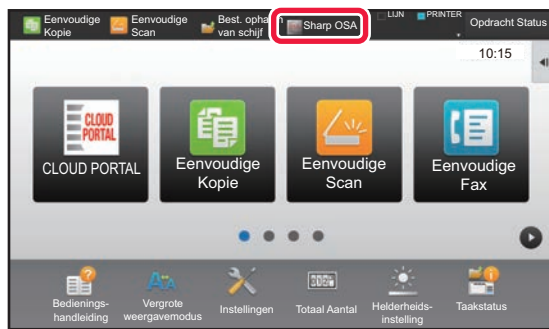 Eenvoudige
Kopie
Eenvoudige
Scan
Best. ophalen
van schijf
Sharp OSA
LIJN
PRINTER
Opdracht Status
10:15
CLOUD
PORTAL
CLOUD PORTAL
Eenvoudige
Kopie
Eenvoudige
Scan
Eenvoudige
Fax
Bedienings-
handleiding
Vergrote
weergavemodus
Instellingen
Totaal Aantal
Helderheids-
instelling
Taakstatus